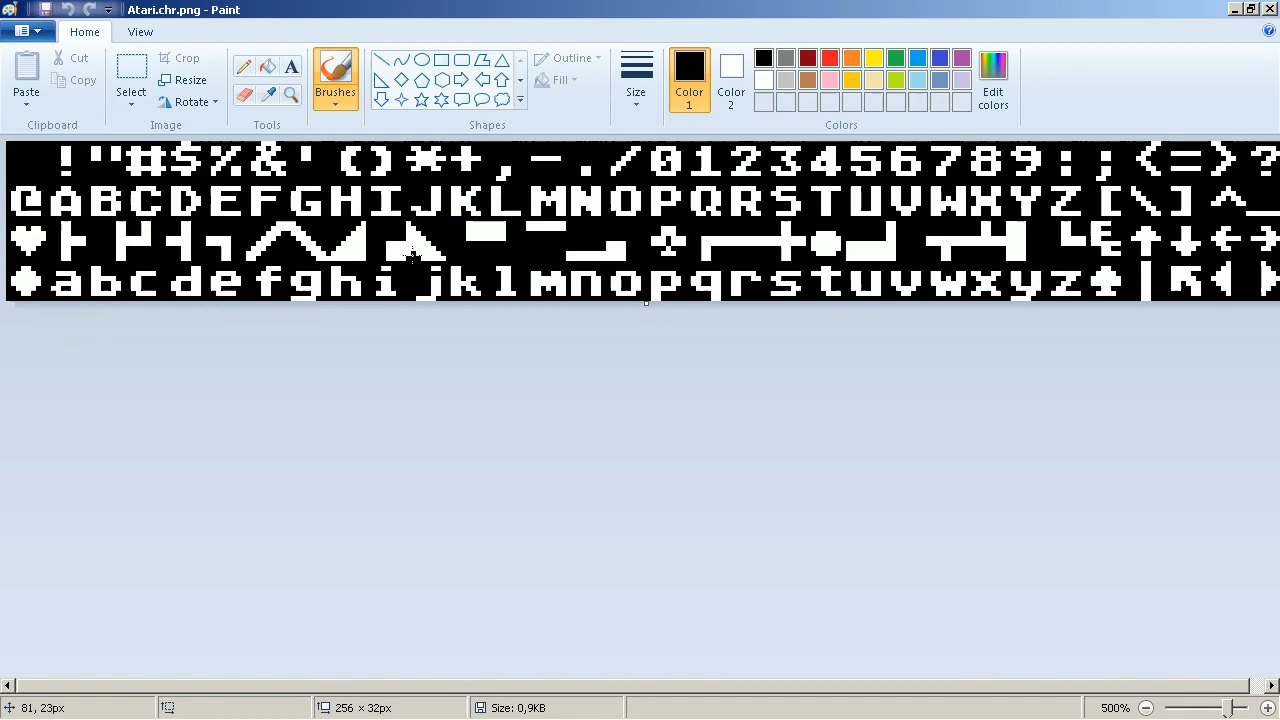 Atari.chr.png - Paint
Home View
Paste
Cut
Copy
Clipboard
Select
Crop
Resize
Rotate
Image
A
Tools
Brushes
Outline
Fill
Shapes
Size
Color 1
Color 2
Edit colors
Colors
!"#$%&'()*+,-./0123456789:;<=>?
@ABCDEFGHIJKLMNOPQRSTUVWXYZ[\]^_
abcdefghijklmnopqrstuvwxyz
81, 23px
256 × 32px
Size: 0,9KB
500%